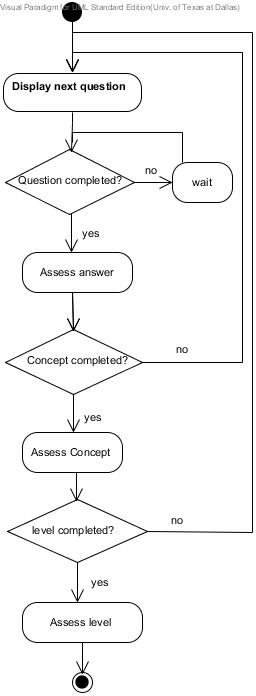 Visual Paradigm for UML Standard Edition(Univ. of Texas at Dallas)
Display next question
Question completed?
no
wait
yes
Assess answer
Concept completed?
no
yes
Assess Concept
level completed?
no
yes
Assess level